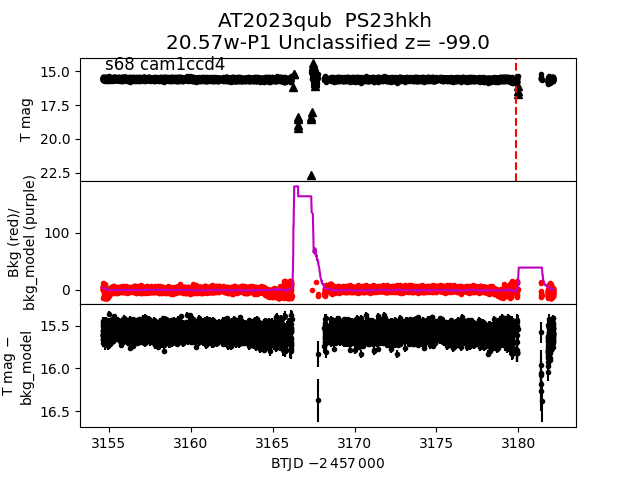 AT2023qub  PS23hkh
20.57w-P1 Unclassified z= -99.0
s68 cam1ccd4
15.0
17.5
20.0
22.5
T mag
100
0
Bkg (red)/
bkg_model (purple)
15.5
16.0
16.5
T mag −
bkg_model
3155 3160 3165 3170 3175 3180
BTJD −2 457 000